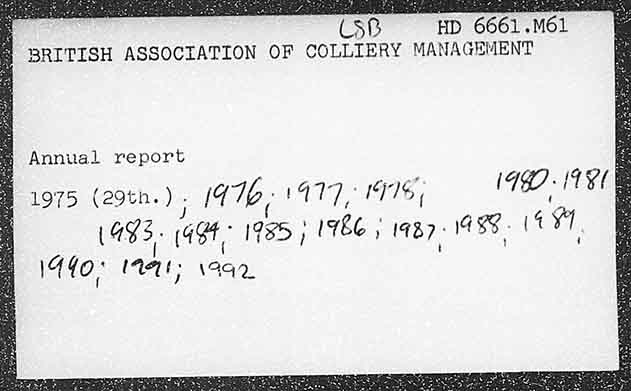 LSB HD 6661.M61
BRITISH ASSOCIATION OF COLLIERY MANAGEMENT
Annual report
1975 (29th.); 1976; 1977; 1978; 1980; 1981
1983; 1984; 1985; 1986; 1987; 1988; 1989;
1990; 1991; 1992